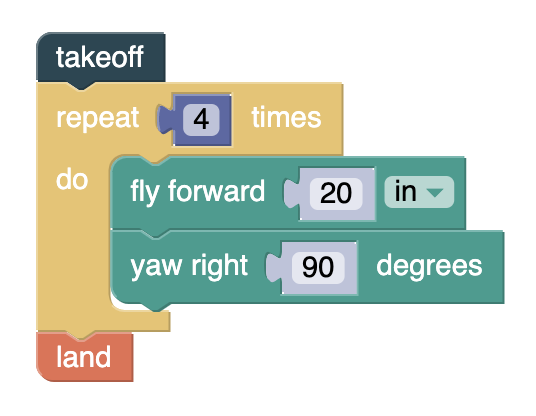 takeoff
repeat 4 times
do
fly forward 20 in
yaw right 90 degrees
land